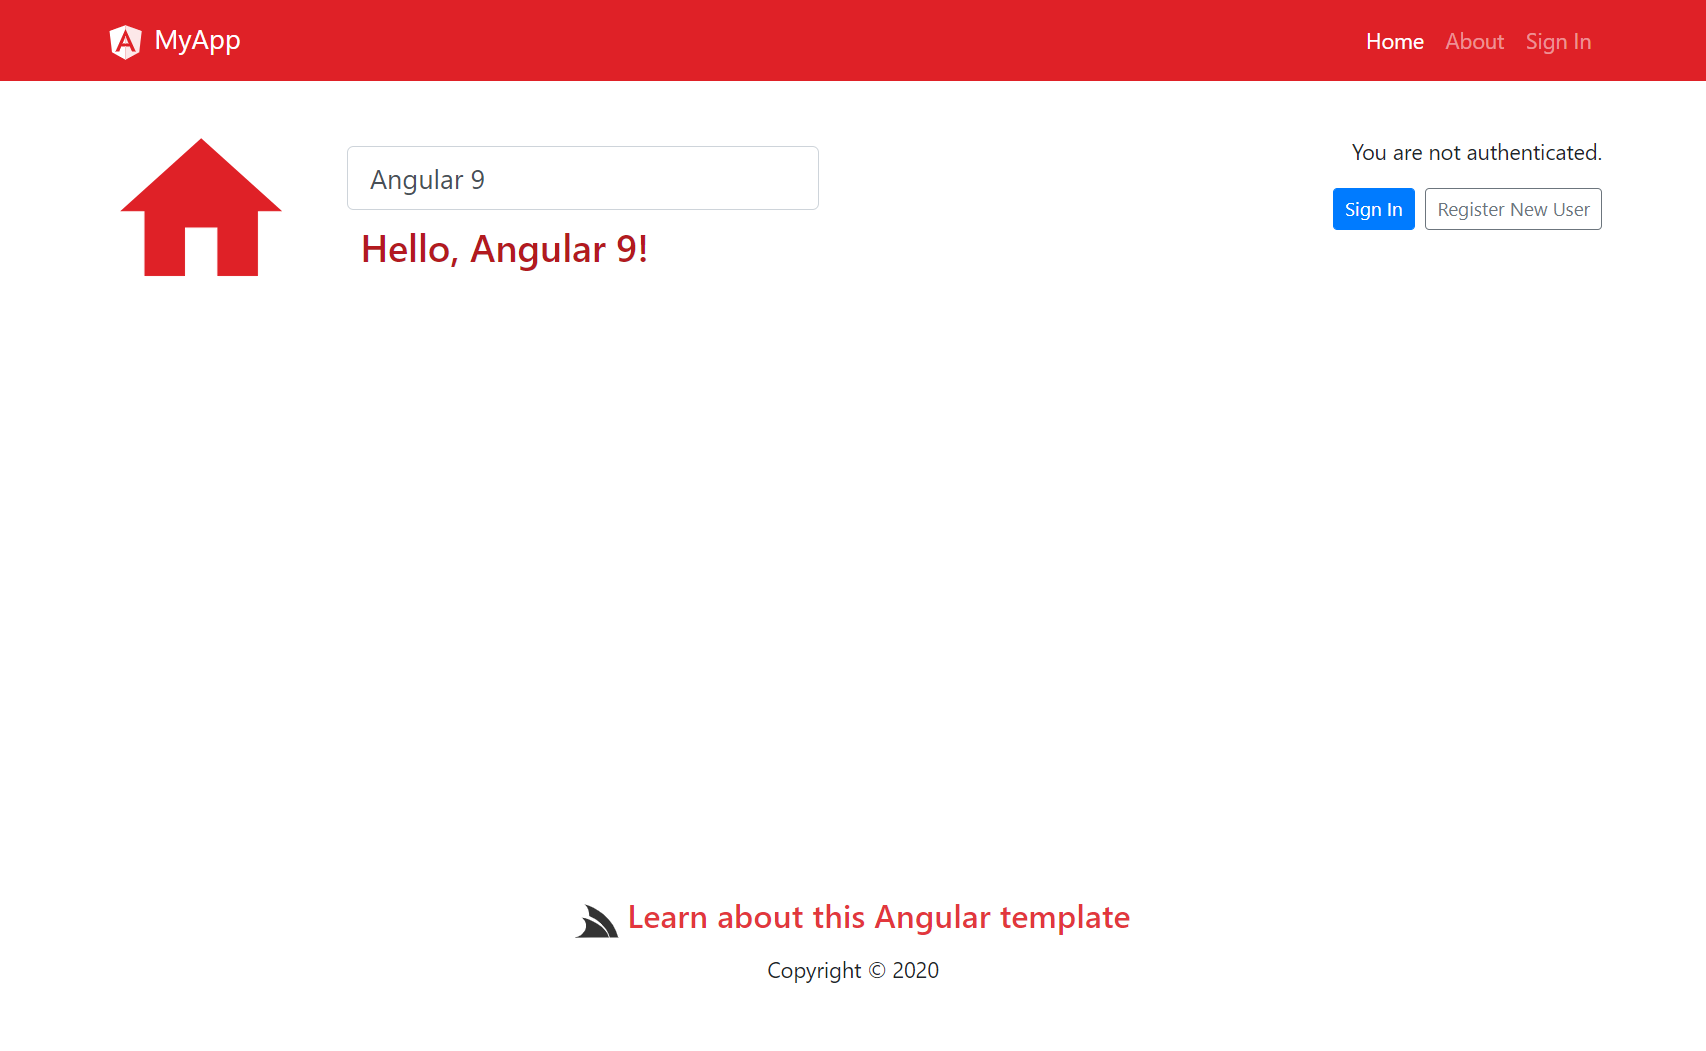 MyApp
Home About Sign In
Angular 9
Hello, Angular 9!
You are not authenticated.
Sign In Register New User
Learn about this Angular template
Copyright © 2020